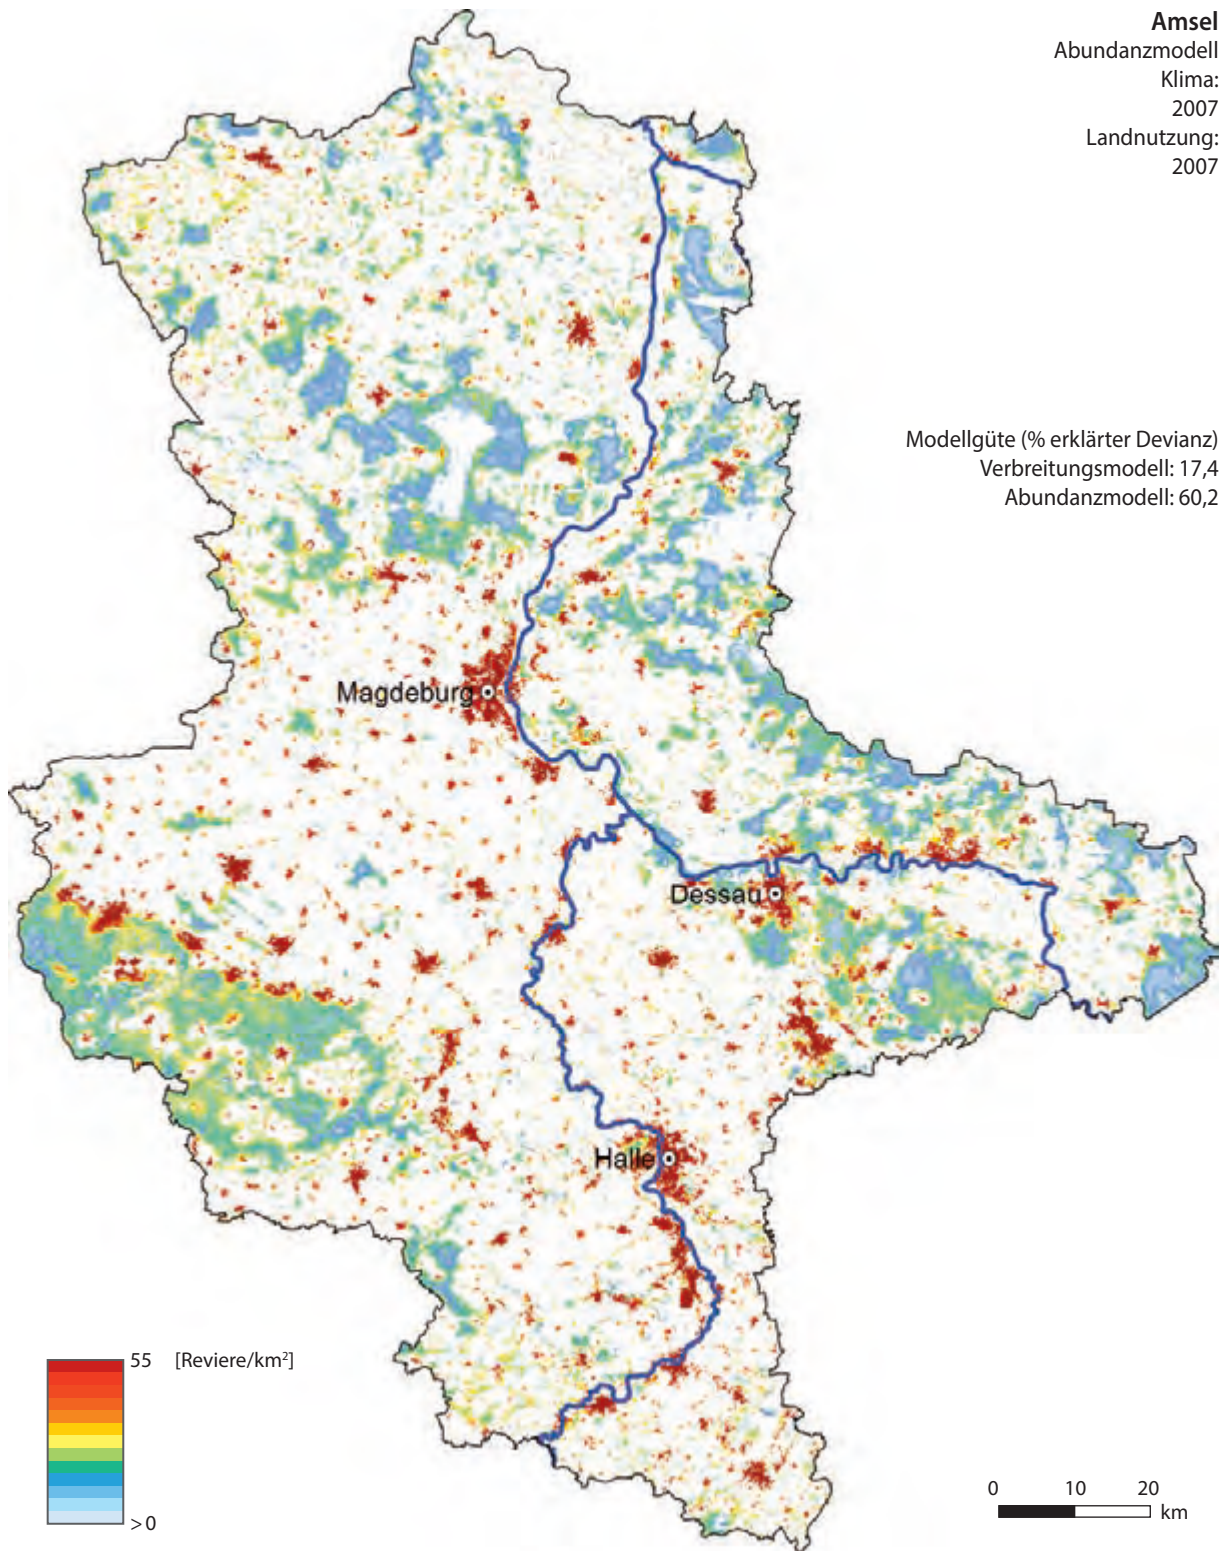 Amsel
Abundanzmodell
Klima:
2007
Landnutzung:
2007
Modellgüte (% erklärter Devianz)
Verbreitungsmodell: 17,4
Abundanzmodell: 60,2
Magdeburg
Dessau
Halle
55 [Reviere/km²]
>0
0 10 20
km